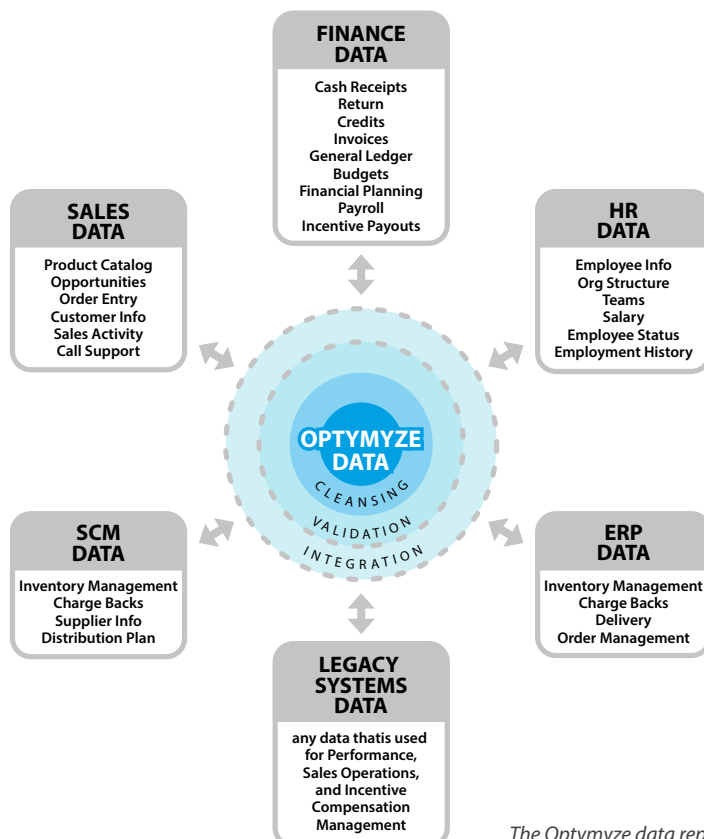 FINANCE
DATA
Cash Receipts
Return
Credits
Invoices
General Ledger
Budgets
Financial Planning
Payroll
Incentive Payouts
SALES
DATA
Product Catalog
Opportunities
Order Entry
Customer Info
Sales Activity
Call Support
HR
DATA
Employee Info
Org Structure
Teams
Salary
Employee Status
Employment History
OPTYMYZE
DATA
CLEANSING
VALIDATION
INTEGRATION
SCM
DATA
Inventory Management
Charge Backs
Supplier Info
Distribution Plan
ERP
DATA
Inventory Management
Charge Backs
Delivery
Order Management
LEGACY
SYSTEMS
DATA
any data thatis used
for Performance,
Sales Operations,
and Incentive
Compensation
Management
The Optymyze data